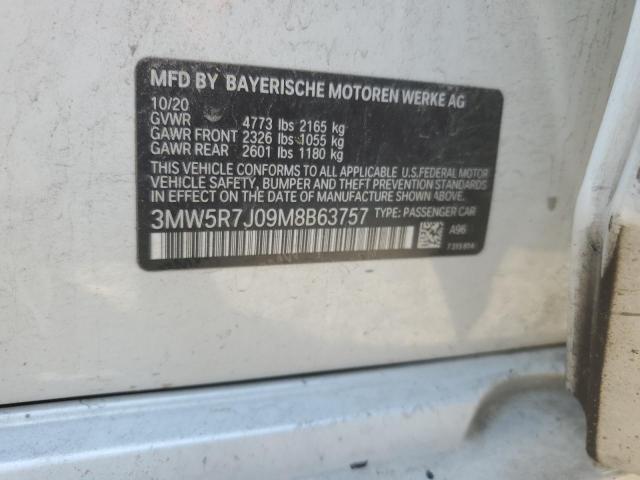 MFD BY BAYERISCHE MOTOREN WERKE AG
10/20
GVWR 4773 lbs 2165 kg
GAWR FRONT 2326 lbs 1055 kg
GAWR REAR 2601 lbs 1180 kg
THIS VEHICLE CONFORMS TO ALL APPLICABLE U.S.FEDERAL MOTOR
VEHICLE SAFETY, BUMPER AND THEFT PREVENTION STANDARDS
IN EFFECT ON THE DATE OF MANUFACTURE SHOWN ABOVE.
3MW5R7J09M8B63757 TYPE: PASSENGER CAR
A96